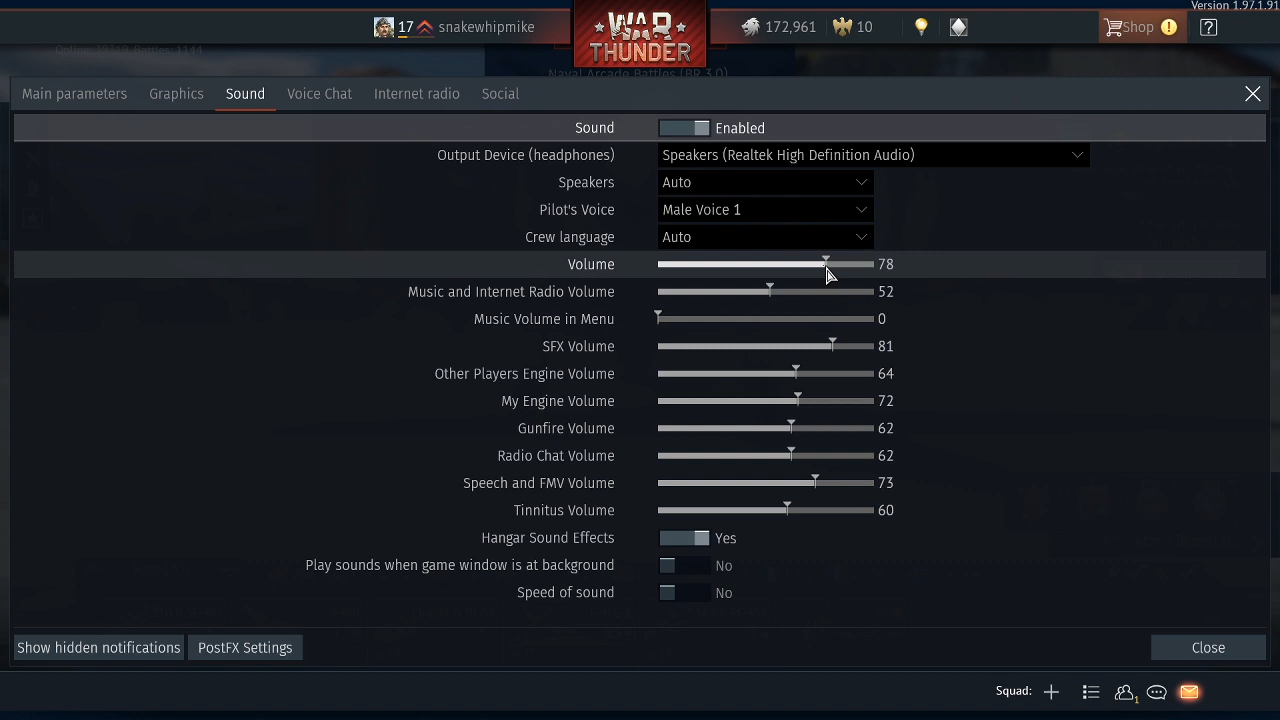 Version 1.97.1.91
17 snakewhipmike
WAR THUNDER
172,961 10
Shop
Naval Arcade Battles (BR 3.0)
Main parameters Graphics Sound Voice Chat Internet radio Social
Sound Enabled
Output Device (headphones) Speakers (Realtek High Definition Audio)
Speakers Auto
Pilot's Voice Male Voice 1
Crew language Auto
Volume 78
Music and Internet Radio Volume 52
Music Volume in Menu 0
SFX Volume 81
Other Players Engine Volume 64
My Engine Volume 72
Gunfire Volume 62
Radio Chat Volume 62
Speech and FMV Volume 73
Tinnitus Volume 60
Hangar Sound Effects Yes
Play sounds when game window is at background No
Speed of sound No
Show hidden notifications PostFX Settings Close
Squad: 1